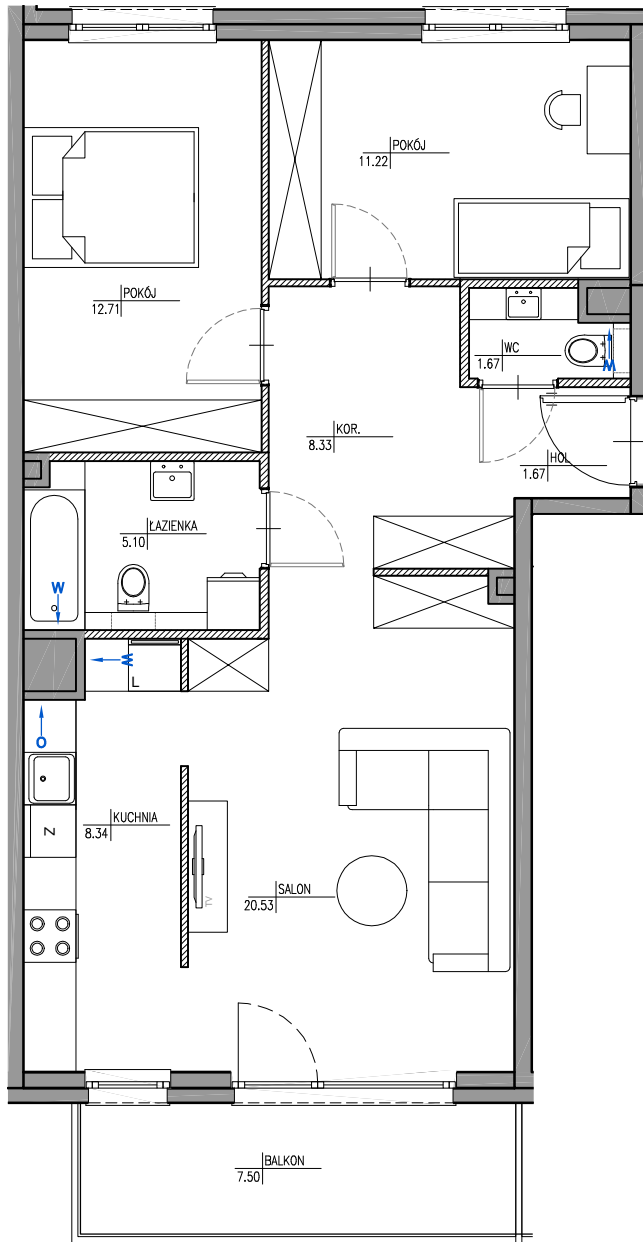 POKÓJ
11.22
POKÓJ
12.71
WC
1.67
W
KOR.
8.33
HOL
1.67
ŁAZIENKA
5.10
W
W
L
O
Z
KUCHNIA
8.34
TV
SALON
20.53
BALKON
7.50